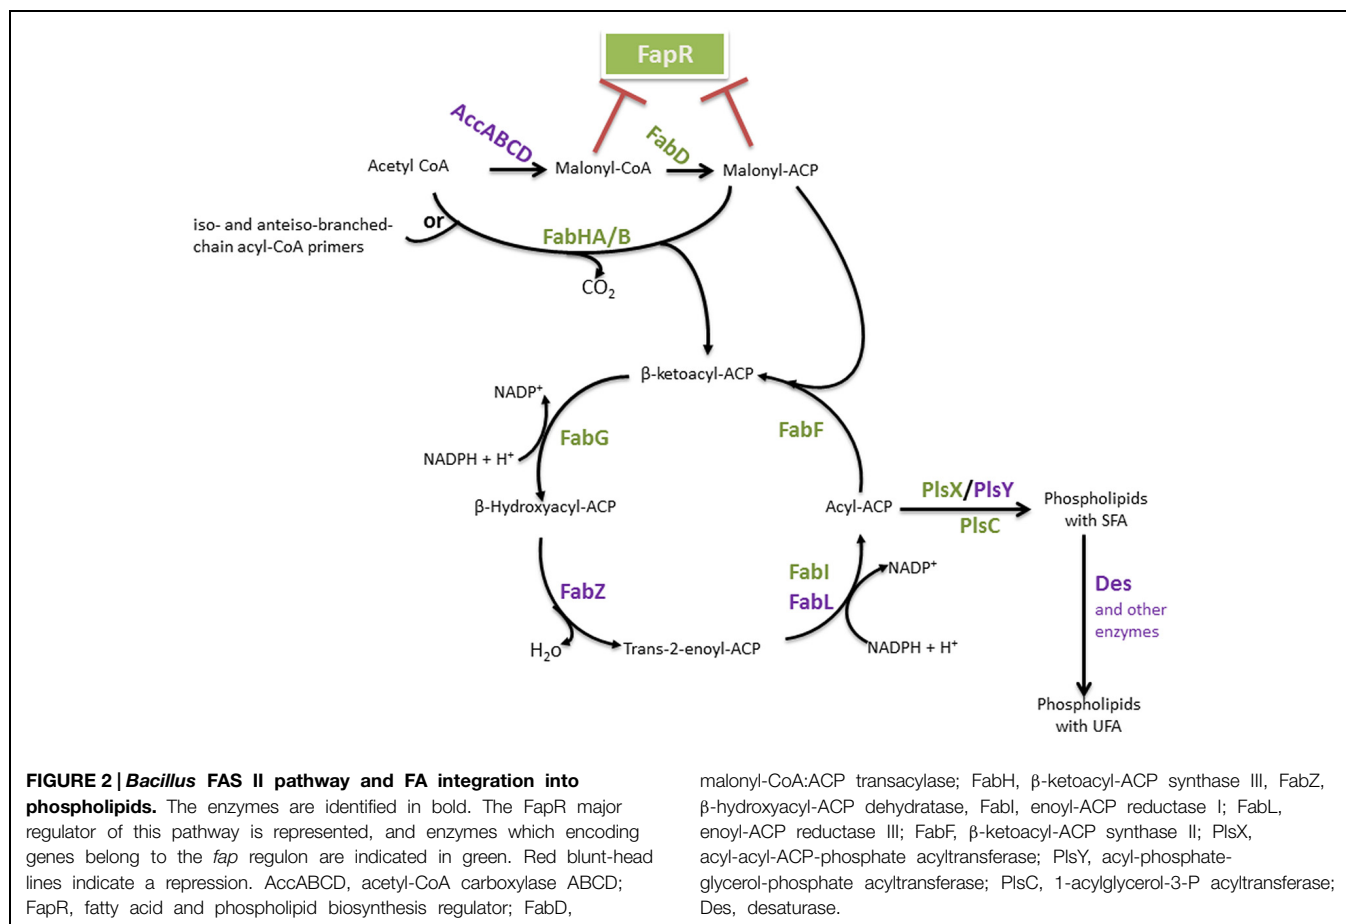 FapR
AccABCD
FabD
Acetyl CoA
Malonyl-CoA
Malonyl-ACP
or
iso- and anteiso-branched-
chain acyl-CoA primers
FabHA/B
CO2
β-ketoacyl-ACP
NADP+
FabG
FabF
NADPH + H+
β-Hydroxyacyl-ACP
Acyl-ACP
PlsX/PlsY
PlsC
Phospholipids
with SFA
FabZ
FabI
FabL
NADP+
Des
and other
enzymes
H2o
Trans-2-enoyl-ACP
NADPH + H+
Phospholipids
with UFA
FIGURE 2 | Bacillus FAS II pathway and FA integration into
phospholipids. The enzymes are identified in bold. The FapR major
regulator of this pathway is represented, and enzymes which encoding
genes belong to the fap regulon are indicated in green. Red blunt-head
lines indicate a repression. AccABCD, acetyl-CoA carboxylase ABCD;
FapR, fatty acid and phospholipid biosynthesis regulator; FabD,
malonyl-CoA:ACP transacylase; FabH, β-ketoacyl-ACP synthase III, FabZ,
β-hydroxyacyl-ACP dehydratase, FabI, enoyl-ACP reductase I; FabL,
enoyl-ACP reductase III; FabF, β-ketoacyl-ACP synthase II; PlsX,
acyl-acyl-ACP-phosphate acyltransferase; PlsY, acyl-phosphate-
glycerol-phosphate acyltransferase; PlsC, 1-acylglycerol-3-P acyltransferase;
Des, desaturase.